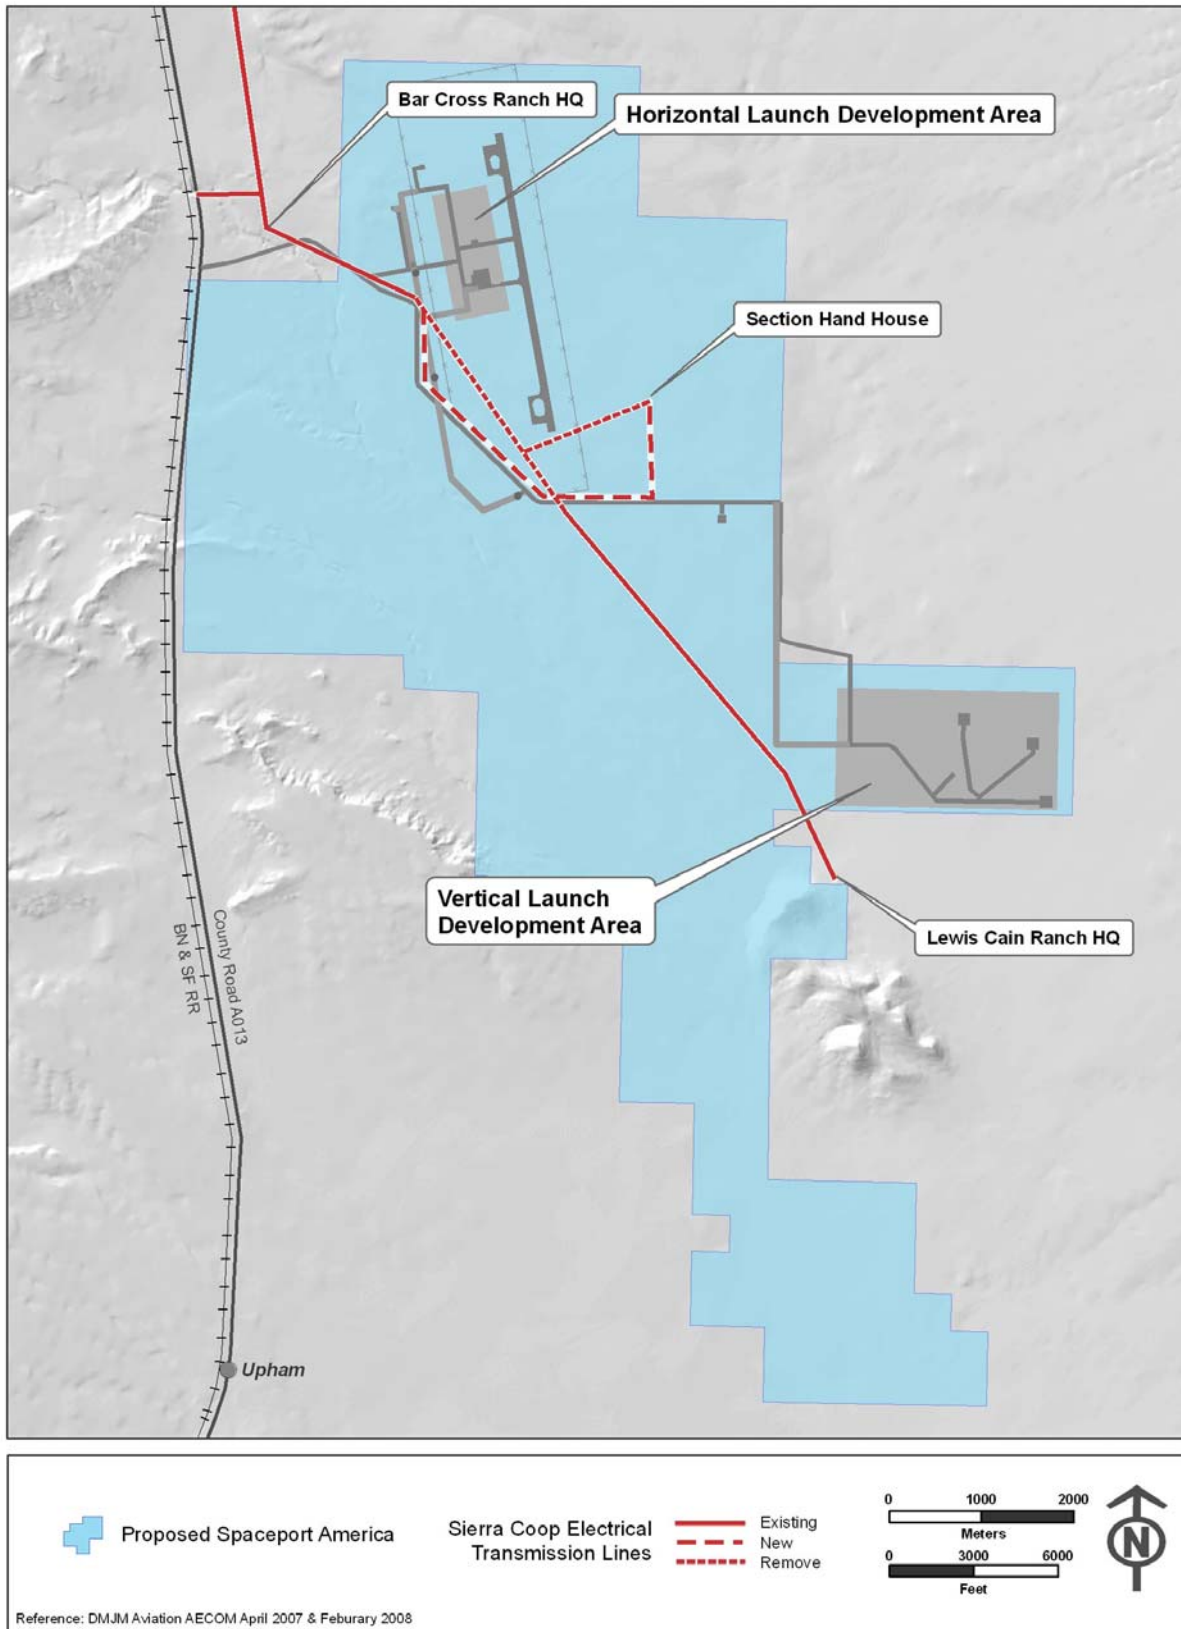 Bar Cross Ranch HQ
Horizontal Launch Development Area
Section Hand House
Vertical Launch
Development Area
Lewis Cain Ranch HQ
County Road A013
BN & SF RR
Upham
Proposed Spaceport America
Sierra Coop Electrical
Transmission Lines
Existing
New
Remove
0 1000 2000
Meters
0 3000 6000
Feet
N
Reference: DMJM Aviation AECOM April 2007 & Feburary 2008